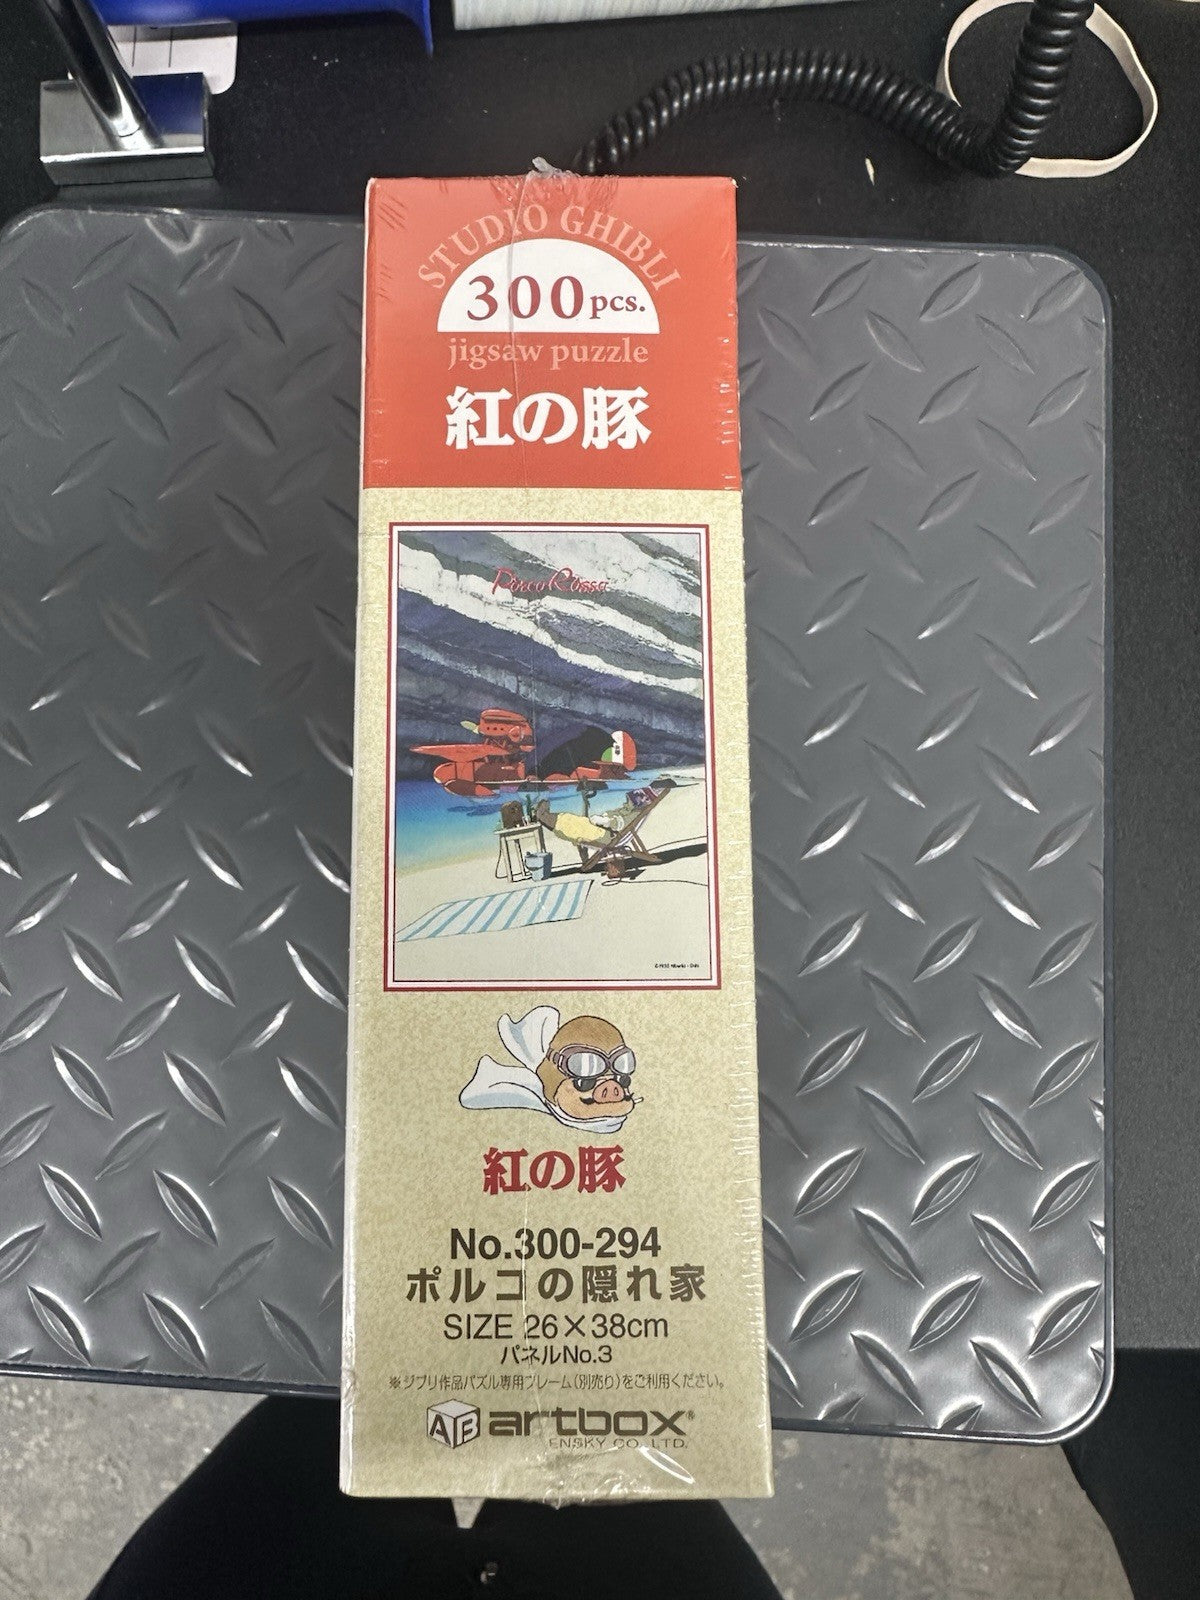 STUDIO GHIBLI
300pcs.
jigsaw puzzle
紅の豚
Porco Rosso
紅の豚
No.300-294
ポルコの隠れ家
SIZE 26×38cm
パネルNo.3
※ジブリ作品パズル専用フレーム(別売り)をご利用ください。
AB artbox®
ENSKY CO.,LTD.